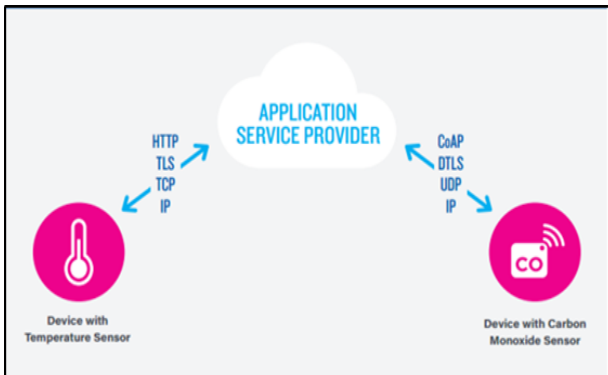 APPLICATION
SERVICE PROVIDER
HTTP
TLS
TCP
IP
CoAP
DTLS
UDP
IP
CO
Device with
Temperature Sensor
Device with Carbon
Monoxide Sensor